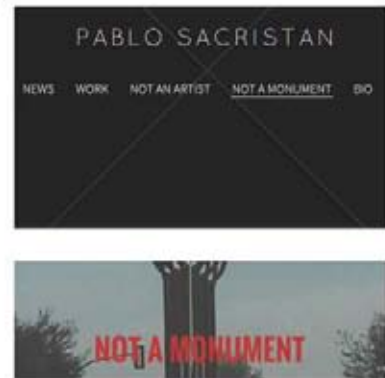 PABLO SACRISTAN
NEWS WORK NOT AN ARTIST NOT A MONUMENT BIO
NOT A MONUMENT